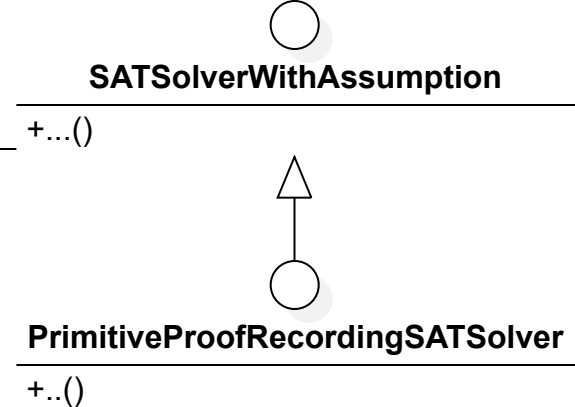 SATSolverWithAssumption
+...()
PrimitiveProofRecordingSATSolver
+..()